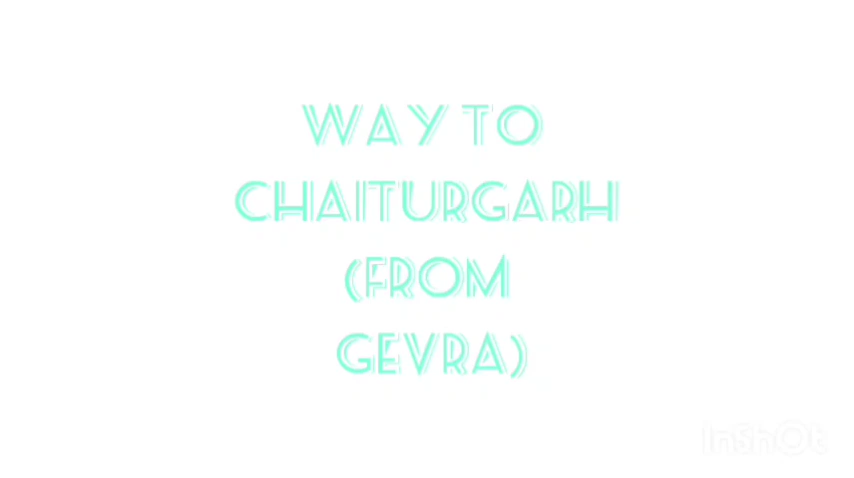 WAY TO
CHAITURGARH
(FROM
GEVRA)
InShOt